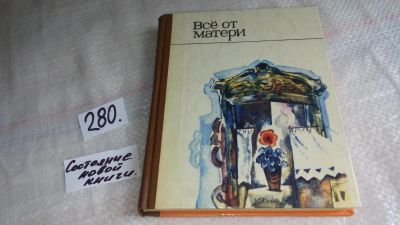 Всё от
матери
280.
Состояние
новой
книги.